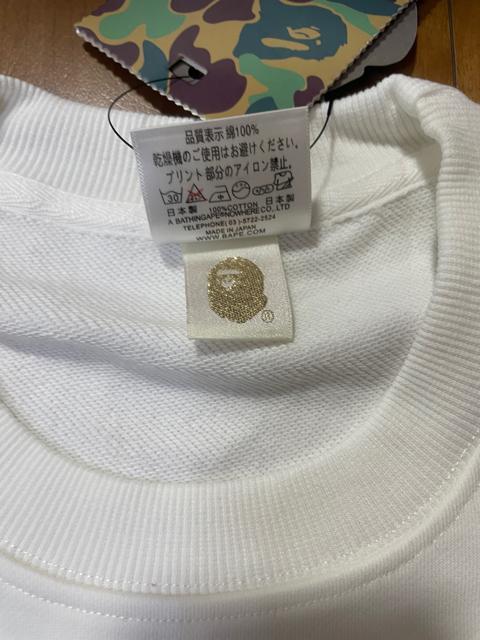 品質表示 綿100%
乾燥機のご使用はお避けください。
プリント部分のアイロン禁止。
30
日本製 100%COTTON 日本製
A BATHINGAPE®NOWHERE CO., LTD
TELEPHONE( 03 )-5722-2524
MADE IN JAPAN
WWW.BAPE.COM
®